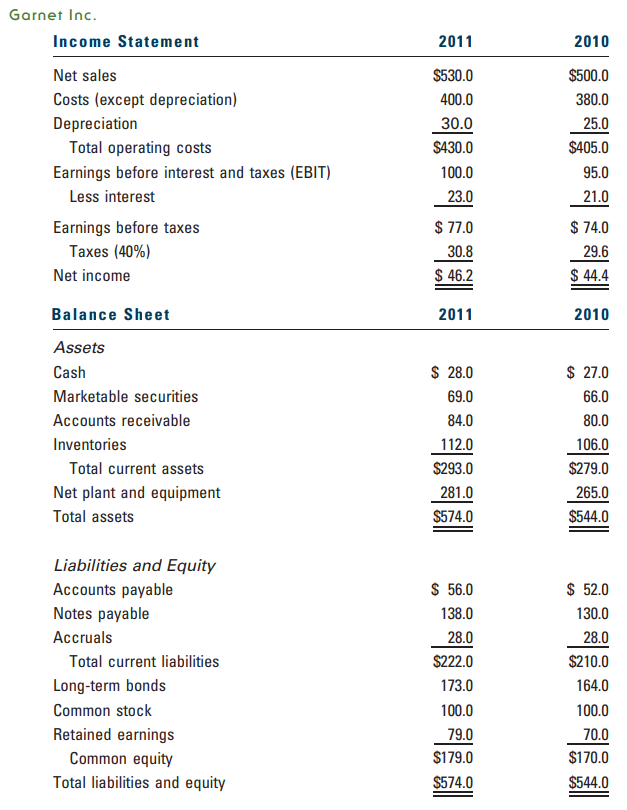 Garnet Inc.
Income Statement 2011 2010
Net sales $530.0 $500.0
Costs (except depreciation) 400.0 380.0
Depreciation 30.0 25.0
Total operating costs $430.0 $405.0
Earnings before interest and taxes (EBIT) 100.0 95.0
Less interest 23.0 21.0
Earnings before taxes $ 77.0 $ 74.0
Taxes (40%) 30.8 29.6
Net income $ 46.2 $ 44.4
Balance Sheet 2011 2010
Assets
Cash $ 28.0 $ 27.0
Marketable securities 69.0 66.0
Accounts receivable 84.0 80.0
Inventories 112.0 106.0
Total current assets $293.0 $279.0
Net plant and equipment 281.0 265.0
Total assets $574.0 $544.0
Liabilities and Equity
Accounts payable $ 56.0 $ 52.0
Notes payable 138.0 130.0
Accruals 28.0 28.0
Total current liabilities $222.0 $210.0
Long-term bonds 173.0 164.0
Common stock 100.0 100.0
Retained earnings 79.0 70.0
Common equity $179.0 $170.0
Total liabilities and equity $574.0 $544.0